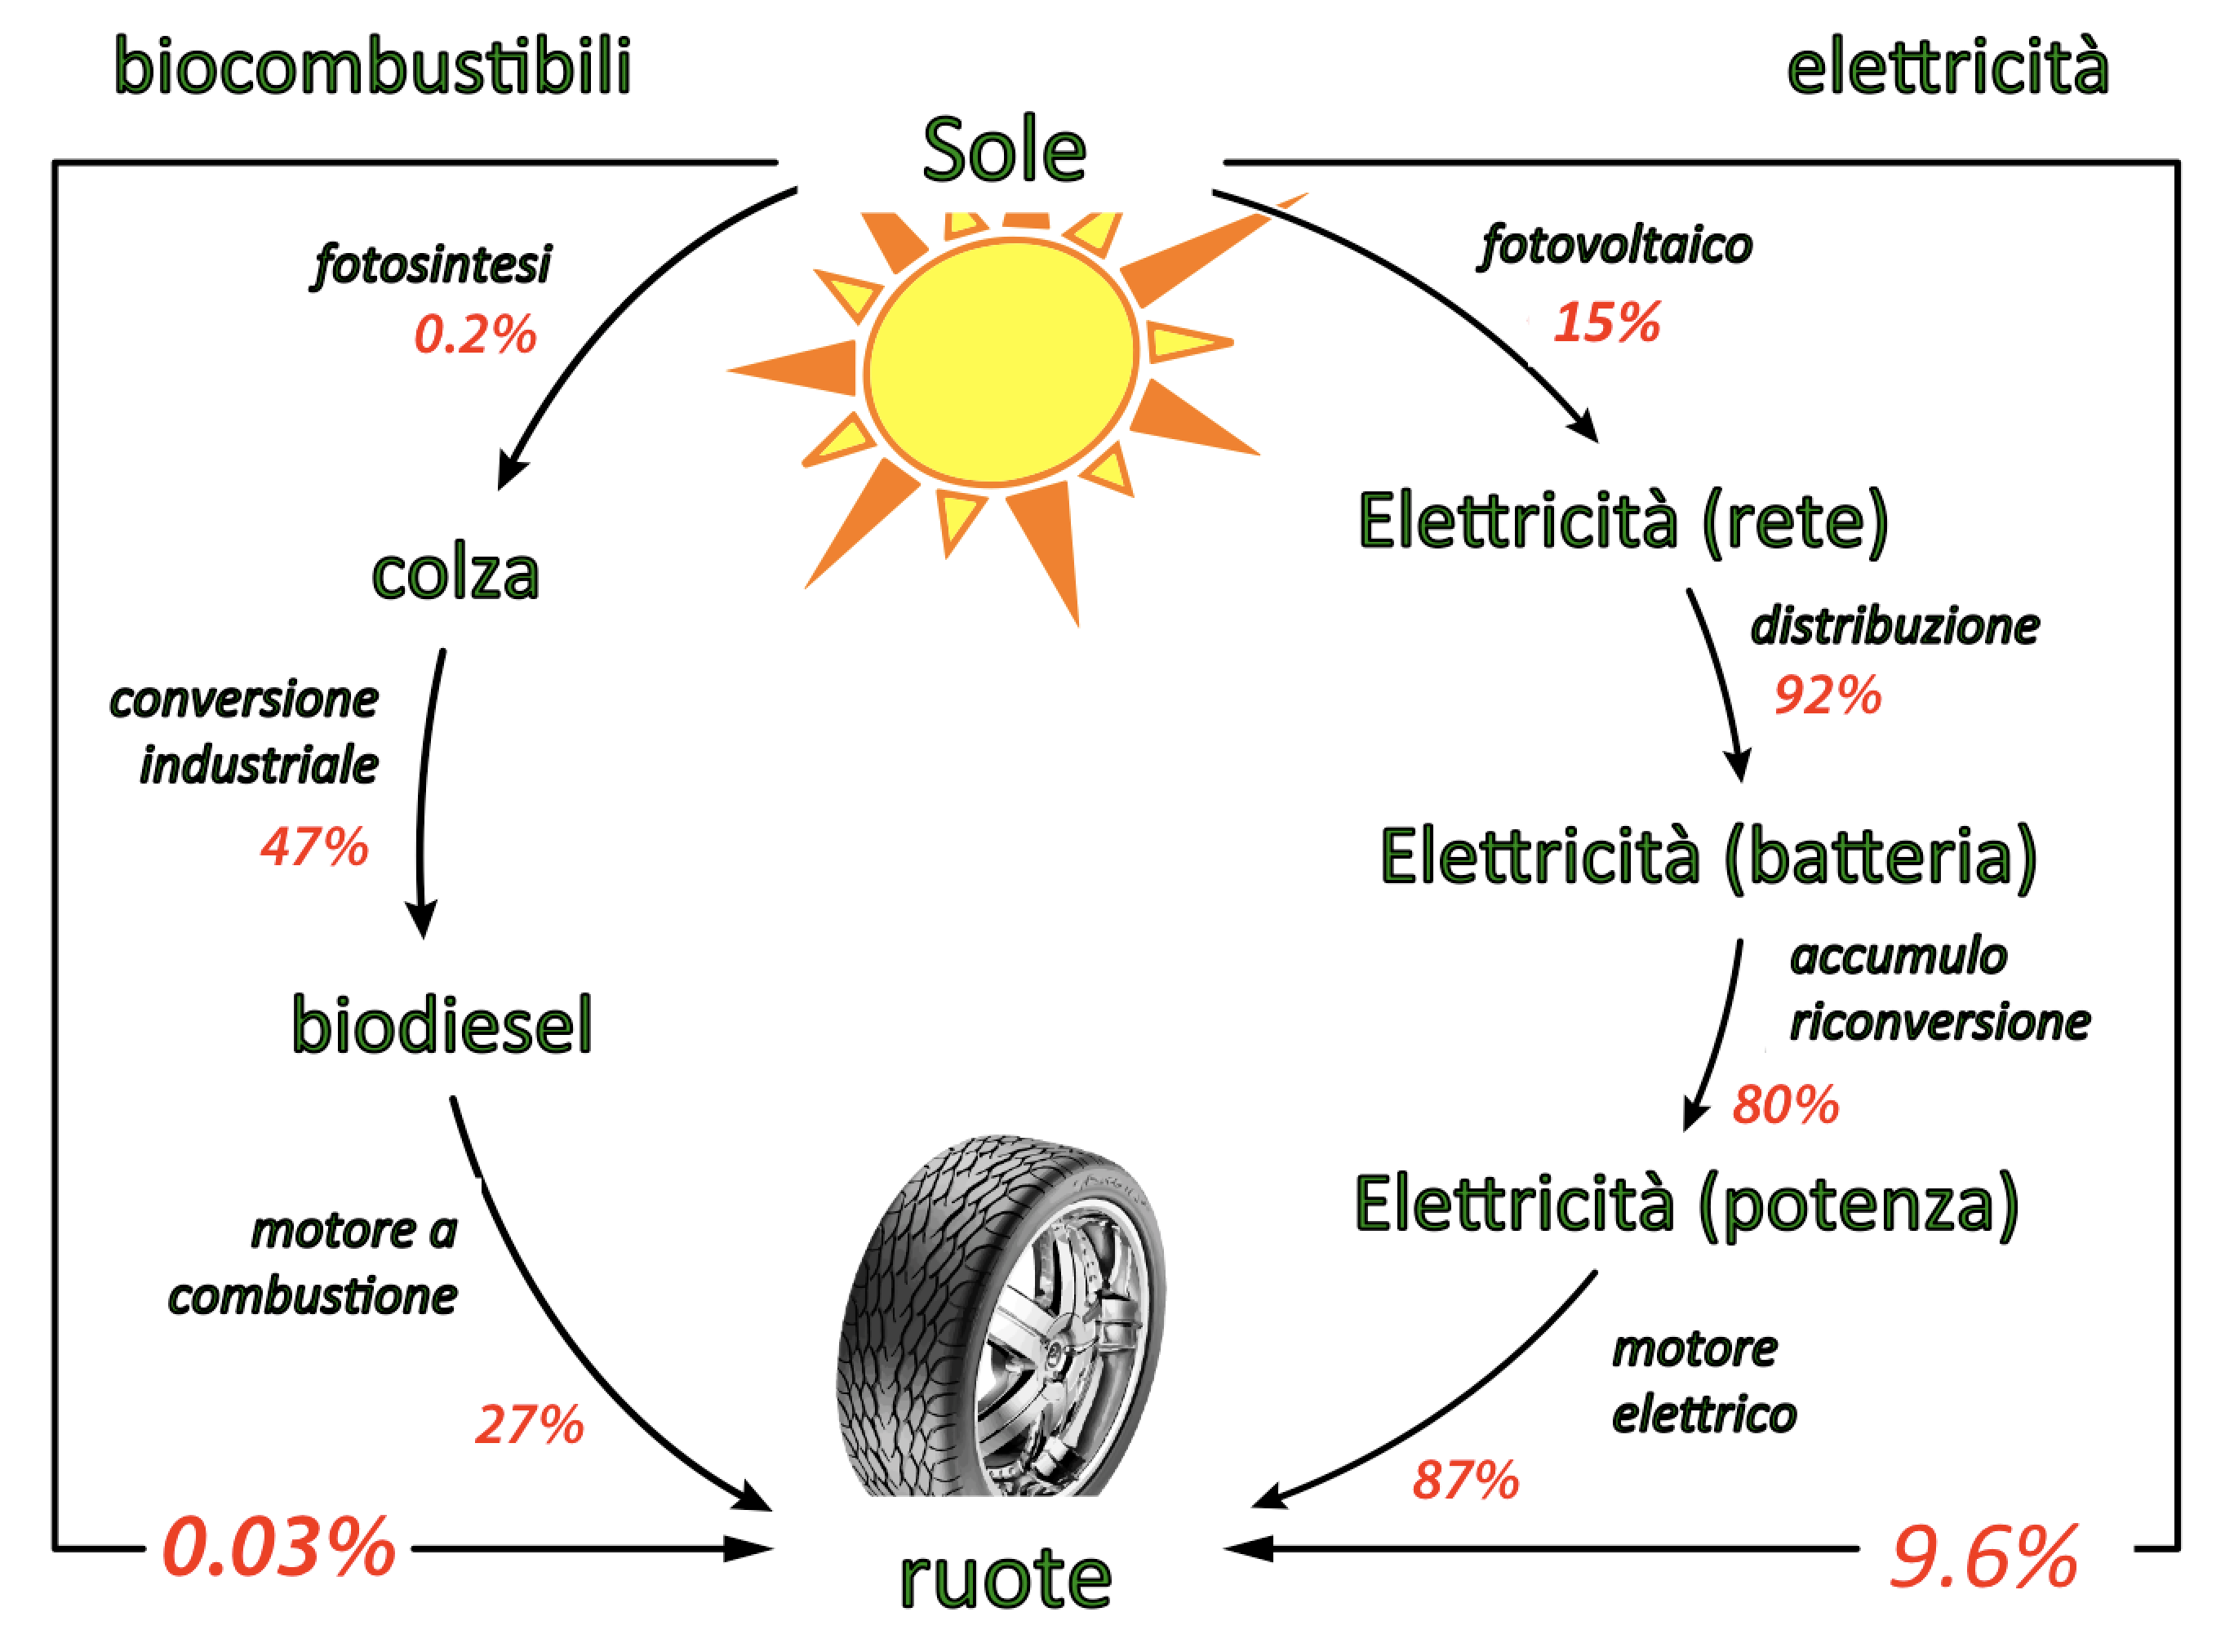 biocombustibili
elettricità
Sole
fotosintesi
0.2%
colza
conversione
industriale
47%
biodiesel
motore a
combustione
27%
0.03%
fotovoltaico
15%
Elettricità (rete)
distribuzione
92%
Elettricità (batteria)
accumulo
riconversione
80%
Elettricità (potenza)
motore
elettrico
87%
9.6%
ruote